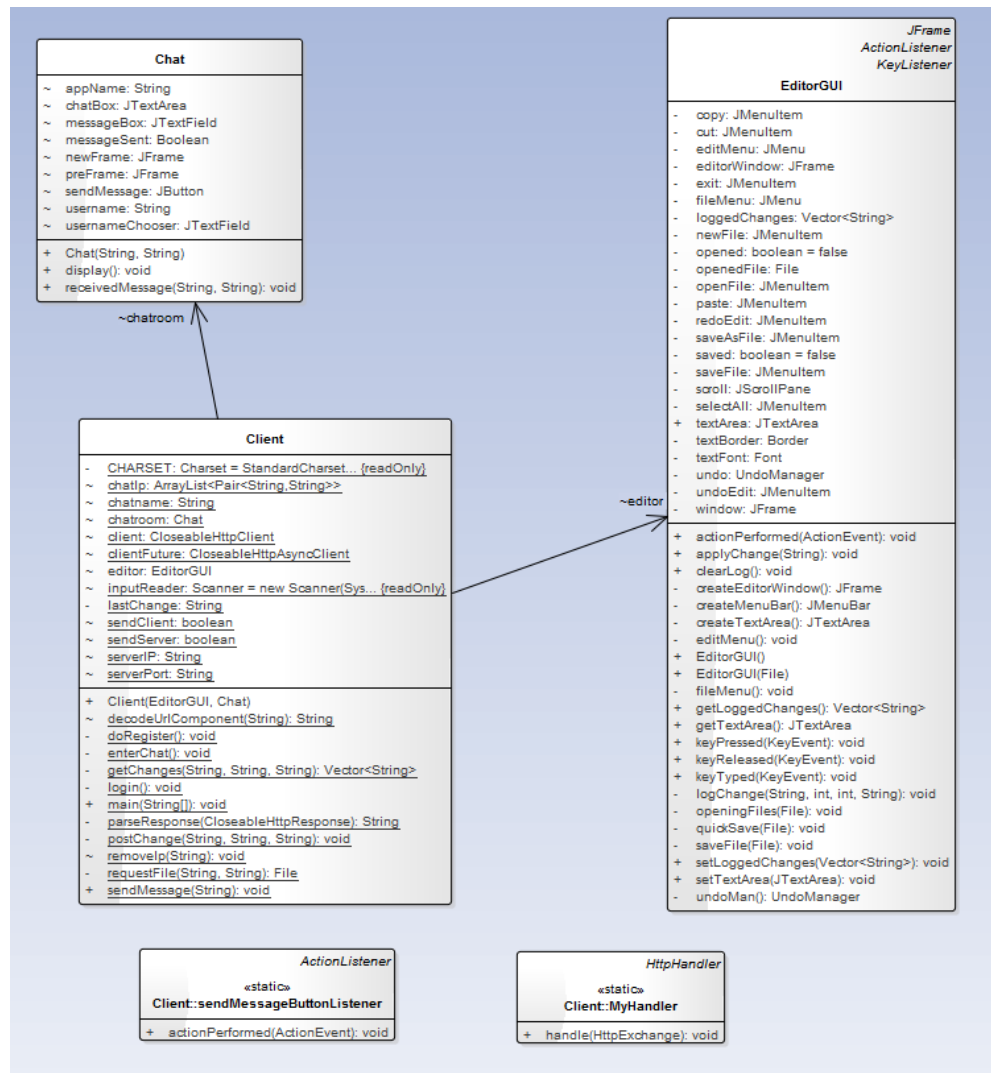 Chat
~ appName: String
~ chatBox: JTextArea
~ messageBox: JTextField
~ messageSent: Boolean
~ newFrame: JFrame
~ preFrame: JFrame
~ sendMessage: JButton
~ username: String
~ usernameChooser: JTextField
+ Chat(String, String)
+ display(): void
+ receivedMessage(String, String): void
~chatroom
Client
- CHARSET: Charset = StandardCharset... {readOnly}
~ chatIp: ArrayList<Pair<String,String>>
~ chatname: String
~ chatroom: Chat
~ client: CloseableHttpClient
~ clientFuture: CloseableHttpAsyncClient
~ editor: EditorGUI
~ inputReader: Scanner = new Scanner(Sys... {readOnly}
- lastChange: String
~ sendClient: boolean
~ sendServer: boolean
~ serverIP: String
~ serverPort: String
+ Client(EditorGUI, Chat)
~ decodeUrlComponent(String): String
- doRegister(): void
- enterChat(): void
- getChanges(String, String, String): Vector<String>
- login(): void
+ main(String[]): void
- parseResponse(CloseableHttpResponse): String
- postChange(String, String, String): void
~ removeIp(String): void
- requestFile(String, String): File
+ sendMessage(String): void
~editor
JFrame
ActionListener
KeyListener
EditorGUI
- copy: JMenuItem
- cut: JMenuItem
- editMenu: JMenu
- editorWindow: JFrame
- exit: JMenuItem
- fileMenu: JMenu
- loggedChanges: Vector<String>
- newFile: JMenuItem
- opened: boolean = false
- openedFile: File
- openFile: JMenuItem
- paste: JMenuItem
- redoEdit: JMenuItem
- saveAsFile: JMenuItem
- saved: boolean = false
- saveFile: JMenuItem
- scroll: JScrollPane
- selectAll: JMenuItem
+ textArea: JTextArea
- textBorder: Border
- textFont: Font
- undo: UndoManager
- undoEdit: JMenuItem
- window: JFrame
+ actionPerformed(ActionEvent): void
+ applyChange(String): void
+ clearLog(): void
- createEditorWindow(): JFrame
- createMenuBar(): JMenuBar
- createTextArea(): JTextArea
- editMenu(): void
+ EditorGUI()
+ EditorGUI(File)
- fileMenu(): void
+ getLoggedChanges(): Vector<String>
+ getTextArea(): JTextArea
+ keyPressed(KeyEvent): void
+ keyReleased(KeyEvent): void
+ keyTyped(KeyEvent): void
- logChange(String, int, int, String): void
- openingFiles(File): void
- quickSave(File): void
- saveFile(File): void
+ setLoggedChanges(Vector<String>): void
+ setTextArea(JTextArea): void
- undoMan(): UndoManager
ActionListener
«static»
Client::sendMessageButtonListener
+ actionPerformed(ActionEvent): void
HttpHandler
«static»
Client::MyHandler
+ handle(HttpExchange): void